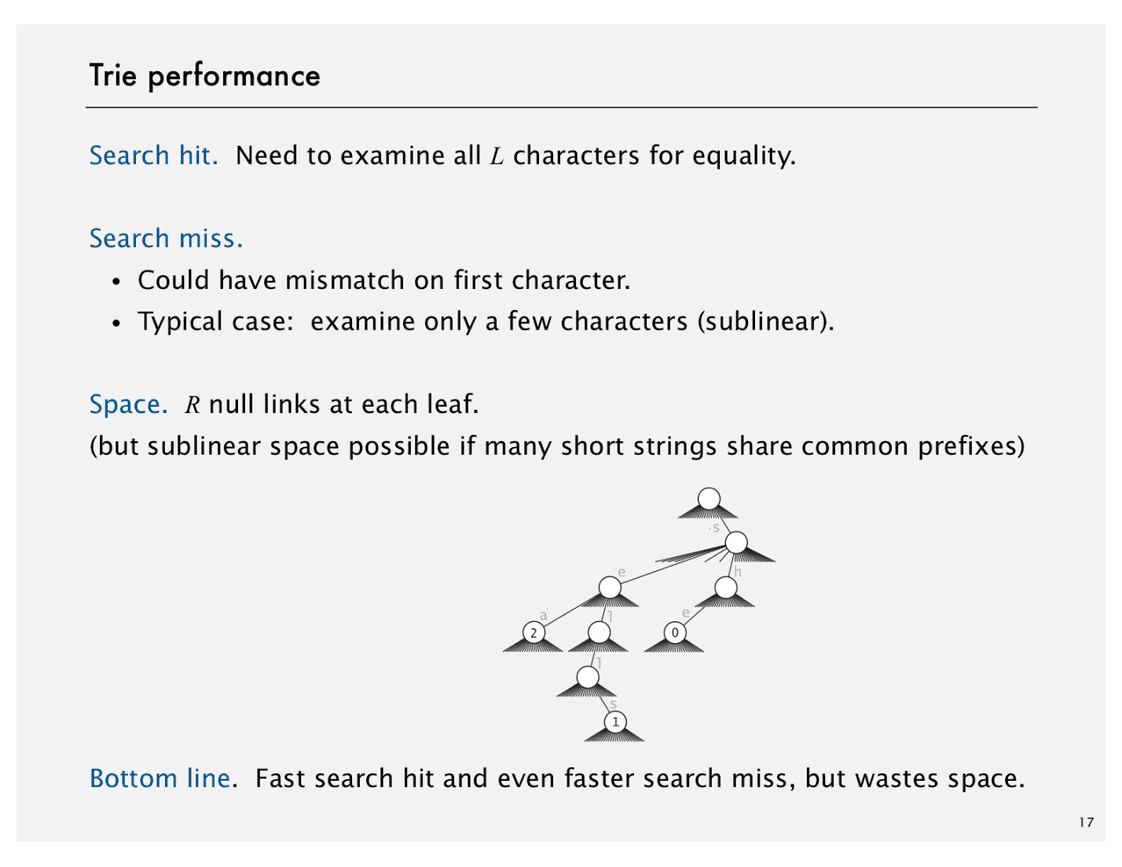 Trie performance
Search hit. Need to examine all L characters for equality.
Search miss.
• Could have mismatch on first character.
• Typical case: examine only a few characters (sublinear).
Space. R null links at each leaf.
(but sublinear space possible if many short strings share common prefixes)
s
e h
a l e
2 0
l
s
1
Bottom line. Fast search hit and even faster search miss, but wastes space.
17